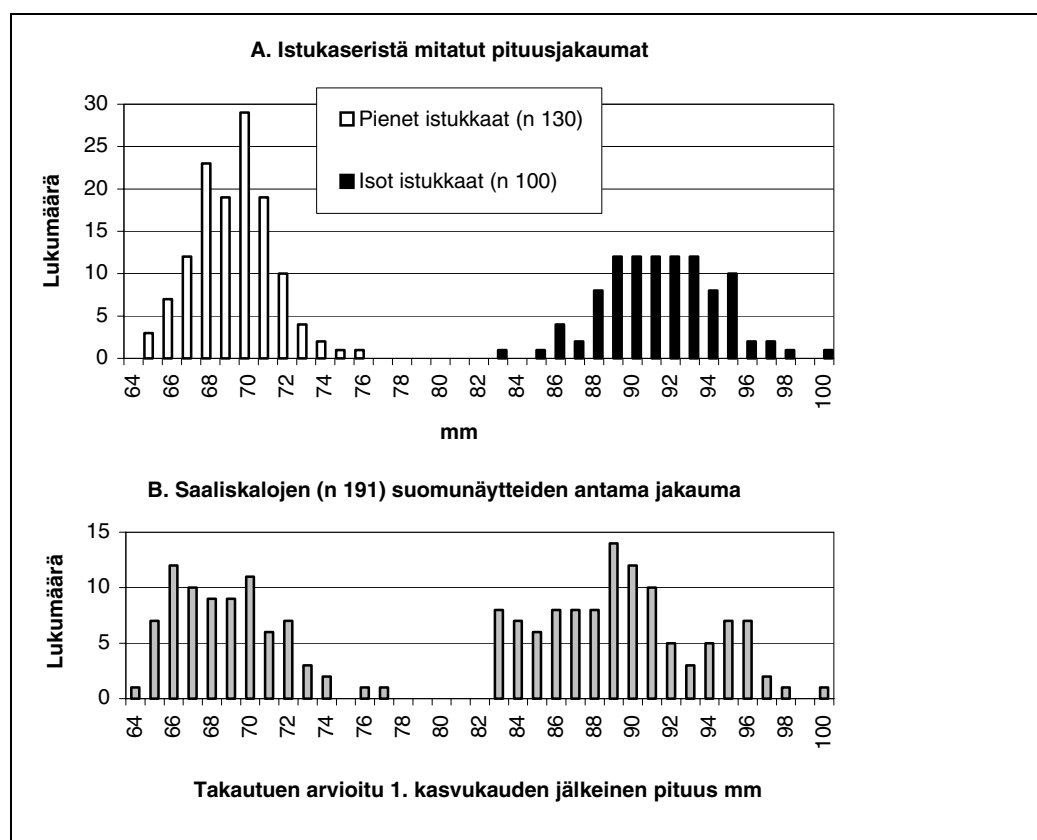 A. Istukaseristä mitatut pituusjakaumat
Lukumäärä
30
25
20
15
10
5
0
Pienet istukkaat (n 130)
Isot istukkaat (n 100)
64 66 68 70 72 74 76 78 80 82 84 86 88 90 92 94 96 98 100
mm
B. Saaliskalojen (n 191) suomunäytteiden antama jakauma
Lukumäärä
15
10
5
0
64 66 68 70 72 74 76 78 80 82 84 86 88 90 92 94 96 98 100
Takautuen arvioitu 1. kasvukauden jälkeinen pituus mm